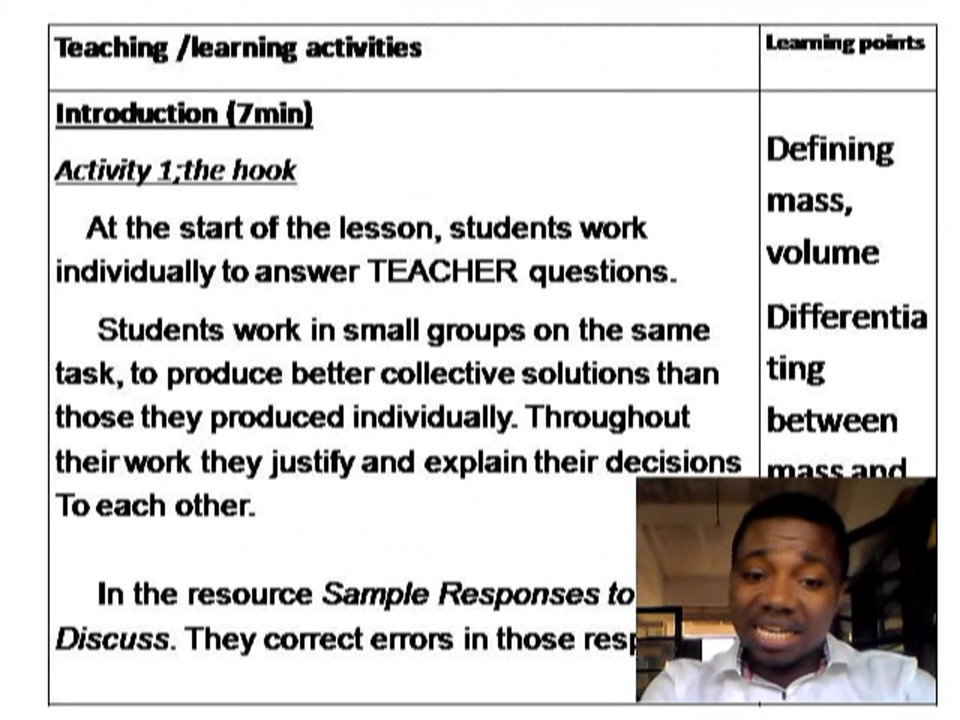 Teaching /learning activities
Learning points
Introduction (7min)
Activity 1;the hook
At the start of the lesson, students work
individually to answer TEACHER questions.
Students work in small groups on the same
task, to produce better collective solutions than
those they produced individually. Throughout
their work they justify and explain their decisions
To each other.
In the resource Sample Responses to
Discuss. They correct errors in those
Defining
mass,
volume
Differentia
ting
between
mass and